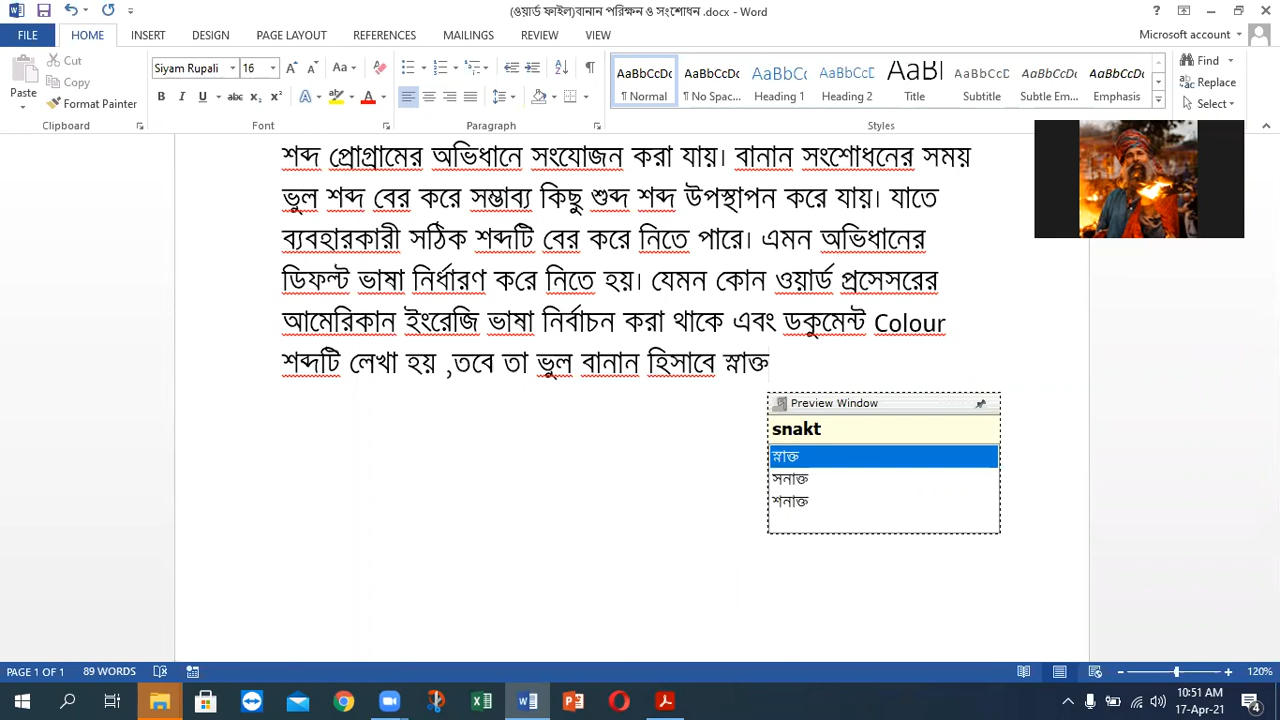 (ওয়ার্ড ফাইল)বানান পরিক্ষন ও সংশোধন .docx - Word
FILE HOME INSERT DESIGN PAGE LAYOUT REFERENCES MAILINGS REVIEW VIEW Microsoft account
Paste Cut Copy Format Painter
Siyam Rupali 16
AaBbCcDc AaBbCcDc AaBbCc AaBbCcD AaBl AaBbCcD AaBbCcDc AaBbCcDc
¶ Normal ¶ No Spac... Heading 1 Heading 2 Title Subtitle Subtle Em... Emphasis
Find Replace Select
Clipboard Font Paragraph Styles
শব্দ প্রোগ্রামের অভিধানে সংযোজন করা যায়। বানান সংশোধনের সময়
ভুল শব্দ বের করে সম্ভাব্য কিছু শুব্দ শব্দ উপস্থাপন করে যায়। যাতে
ব্যবহারকারী সঠিক শব্দটি বের করে নিতে পারে। এমন অভিধানের
ডিফল্ট ভাষা নির্ধারণ করে নিতে হয়। যেমন কোন ওয়ার্ড প্রসেসরের
আমেরিকান ইংরেজি ভাষা নির্বাচন করা থাকে এবং ডকুমেন্ট Colour
শব্দটি লেখা হয় ,তবে তা ভুল বানান হিসাবে স্নাক্ত
Preview Window
snakt
স্নাক্ত
সনাক্ত
শনাক্ত
PAGE 1 OF 1 89 WORDS 120%
10:51 AM
17-Apr-21
4